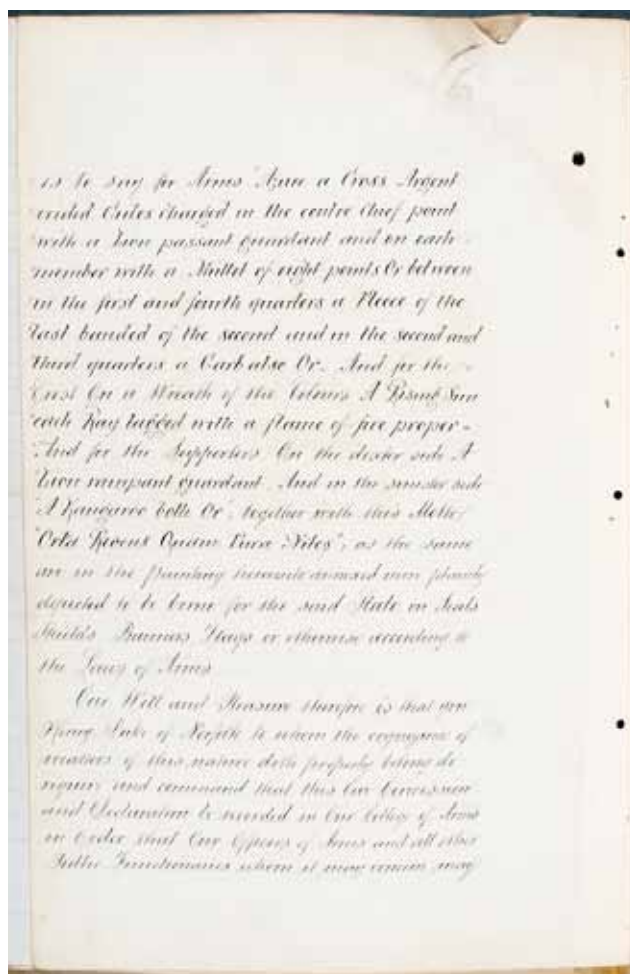 is to say for Arms Azure a Cross Argent
voided Gules charged in the centre chief point
with a Lion passant guardant and on each
member with a Mullet of eight points Or between
in the first and fourth quarters a Fleece of the
last banded of the second and in the second and
third quarters a Garb also Or. And for the
Crest On a Wreath of the Colours A Rising Sun
each Ray tagged with a flame of fire proper -
And for the Supporters On the dexter side A
Lion rampant guardant. And in the sinister side
A Kangaroo both Or", together with this Motto,
"Orta Recens Quam Pura Nites", as the same
are in the painting hereunto annexed more plainly
depicted to be borne for the said State on Seals
Shields Banners Flags or otherwise according to
the Laws of Arms
Our Will and Pleasure therefore is that you
Henry Duke of Norfolk to whom the cognizance of
matters of this nature doth properly belong do
require and command that this Our Concession
and Declaration be recorded in Our College of Arms
in order that Our Officers of Arms and all other
Public Functionaries whom it may concern may